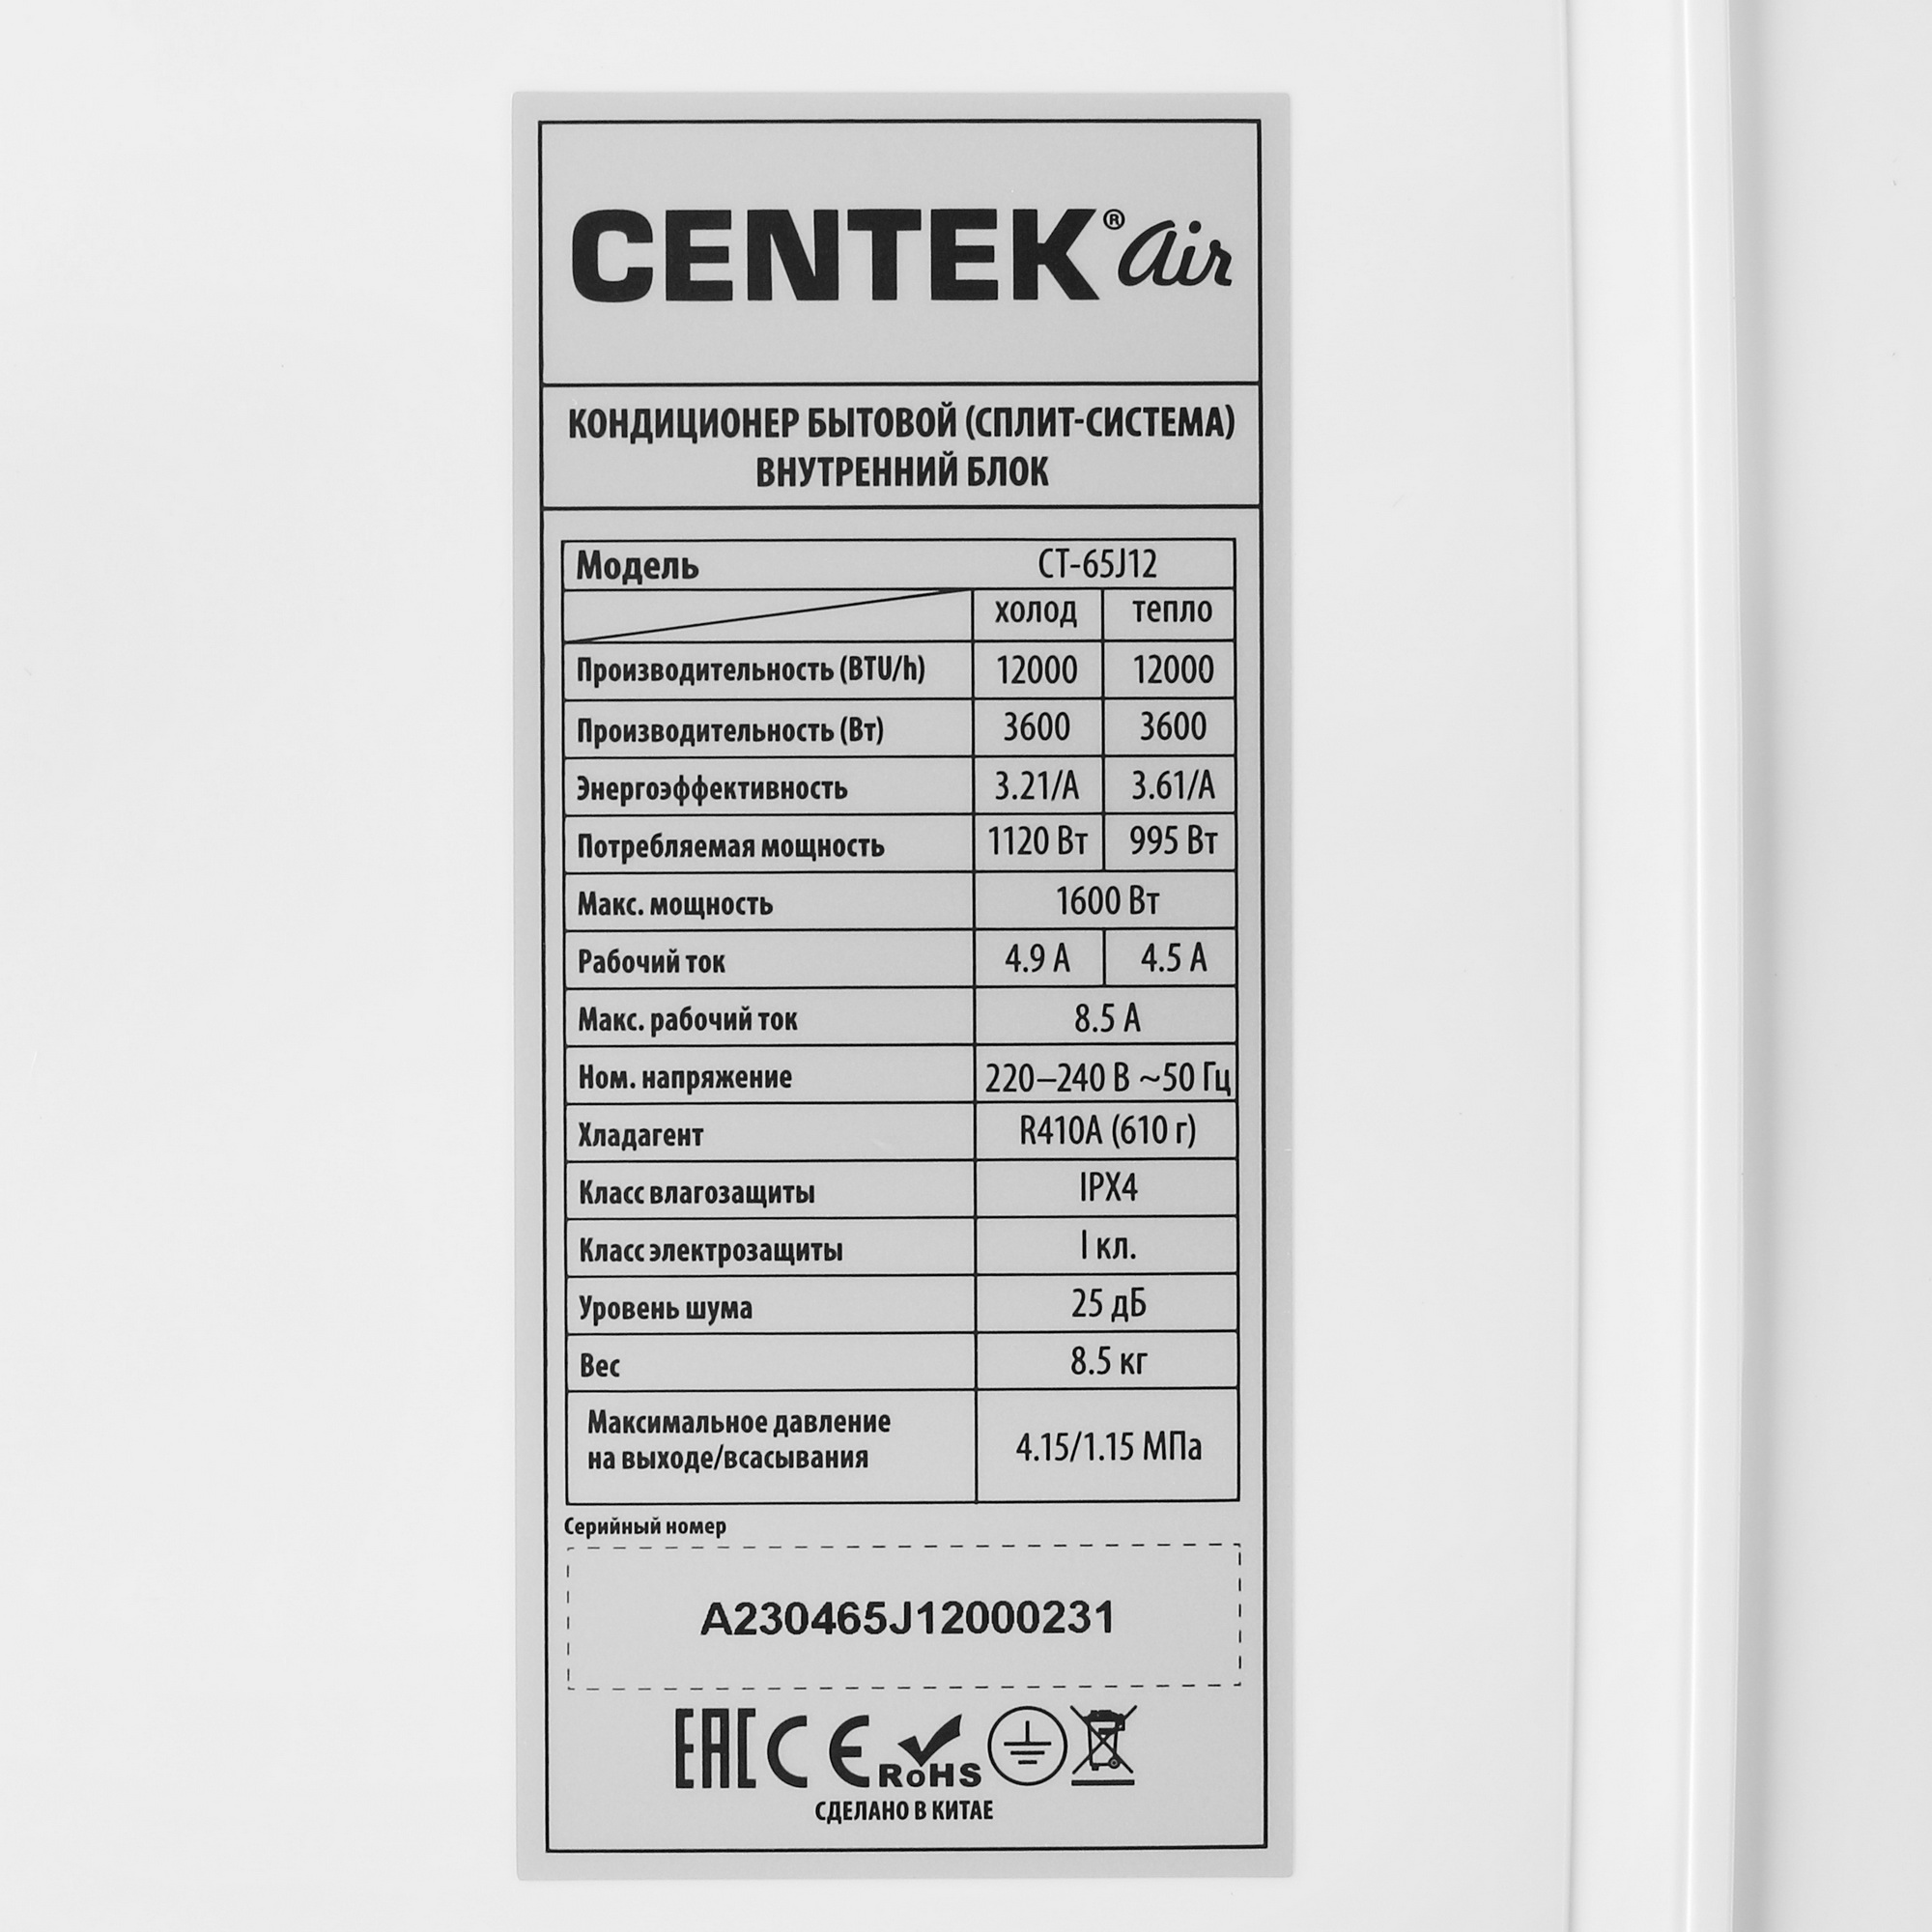 CENTEK® air
КОНДИЦИОНЕР БЫТОВОЙ (СПЛИТ-СИСТЕМА)
ВНУТРЕННИЙ БЛОК
Модель CT-65J12
холод тепло
Производительность (BTU/h) 12000 12000
Производительность (Вт) 3600 3600
Энергоэффективность 3.21/A 3.61/A
Потребляемая мощность 1120 Вт 995 Вт
Макс. мощность 1600 Вт
Рабочий ток 4.9 А 4.5 А
Макс. рабочий ток 8.5 А
Ном. напряжение 220–240 В ~50 Гц
Хладагент R410A (610 г)
Класс влагозащиты IPX4
Класс электрозащиты I кл.
Уровень шума 25 дБ
Вес 8.5 кг
Максимальное давление
на выходе/всасывания 4.15/1.15 МПа
Серийный номер
A230465J12000231
EAC CE RoHS
СДЕЛАНО В КИТАЕ